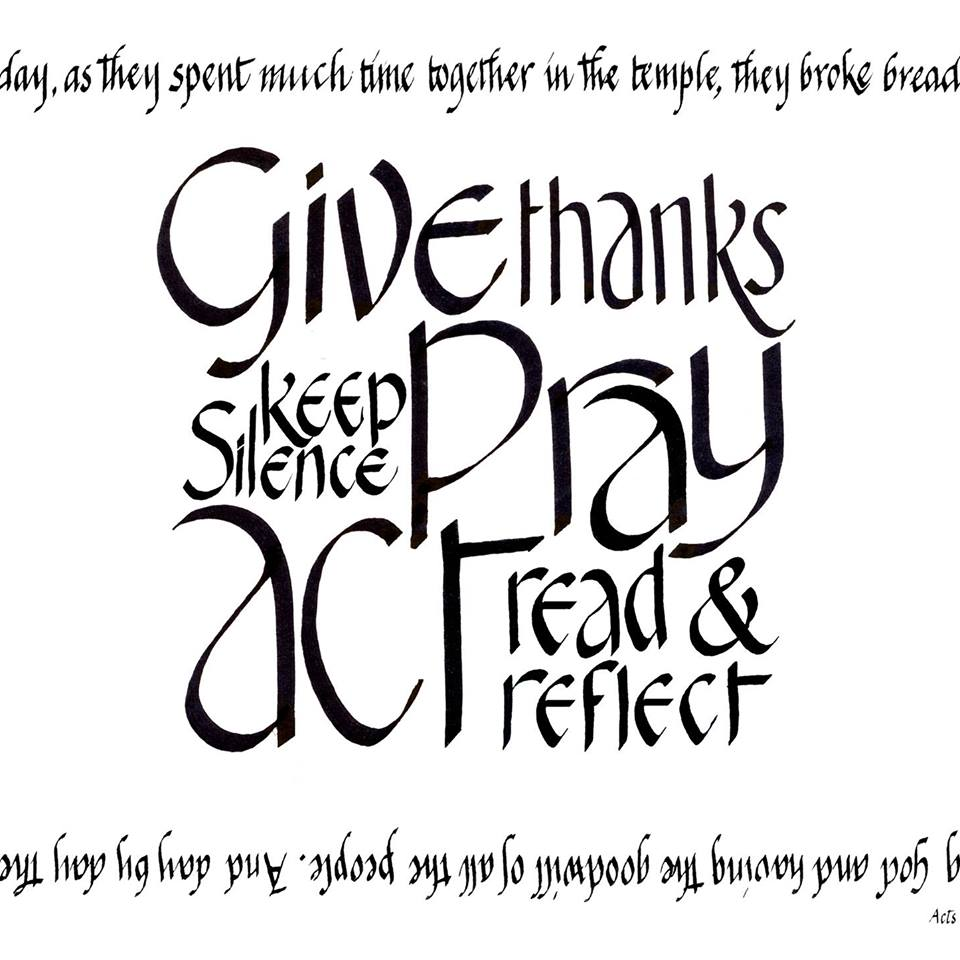 day, as they spent much time together in the temple, they broke bread
Give thanks
keep
Silence
Pray
act
read &
reflect
g God and having the goodwill of all the people. And day by day the
Acts